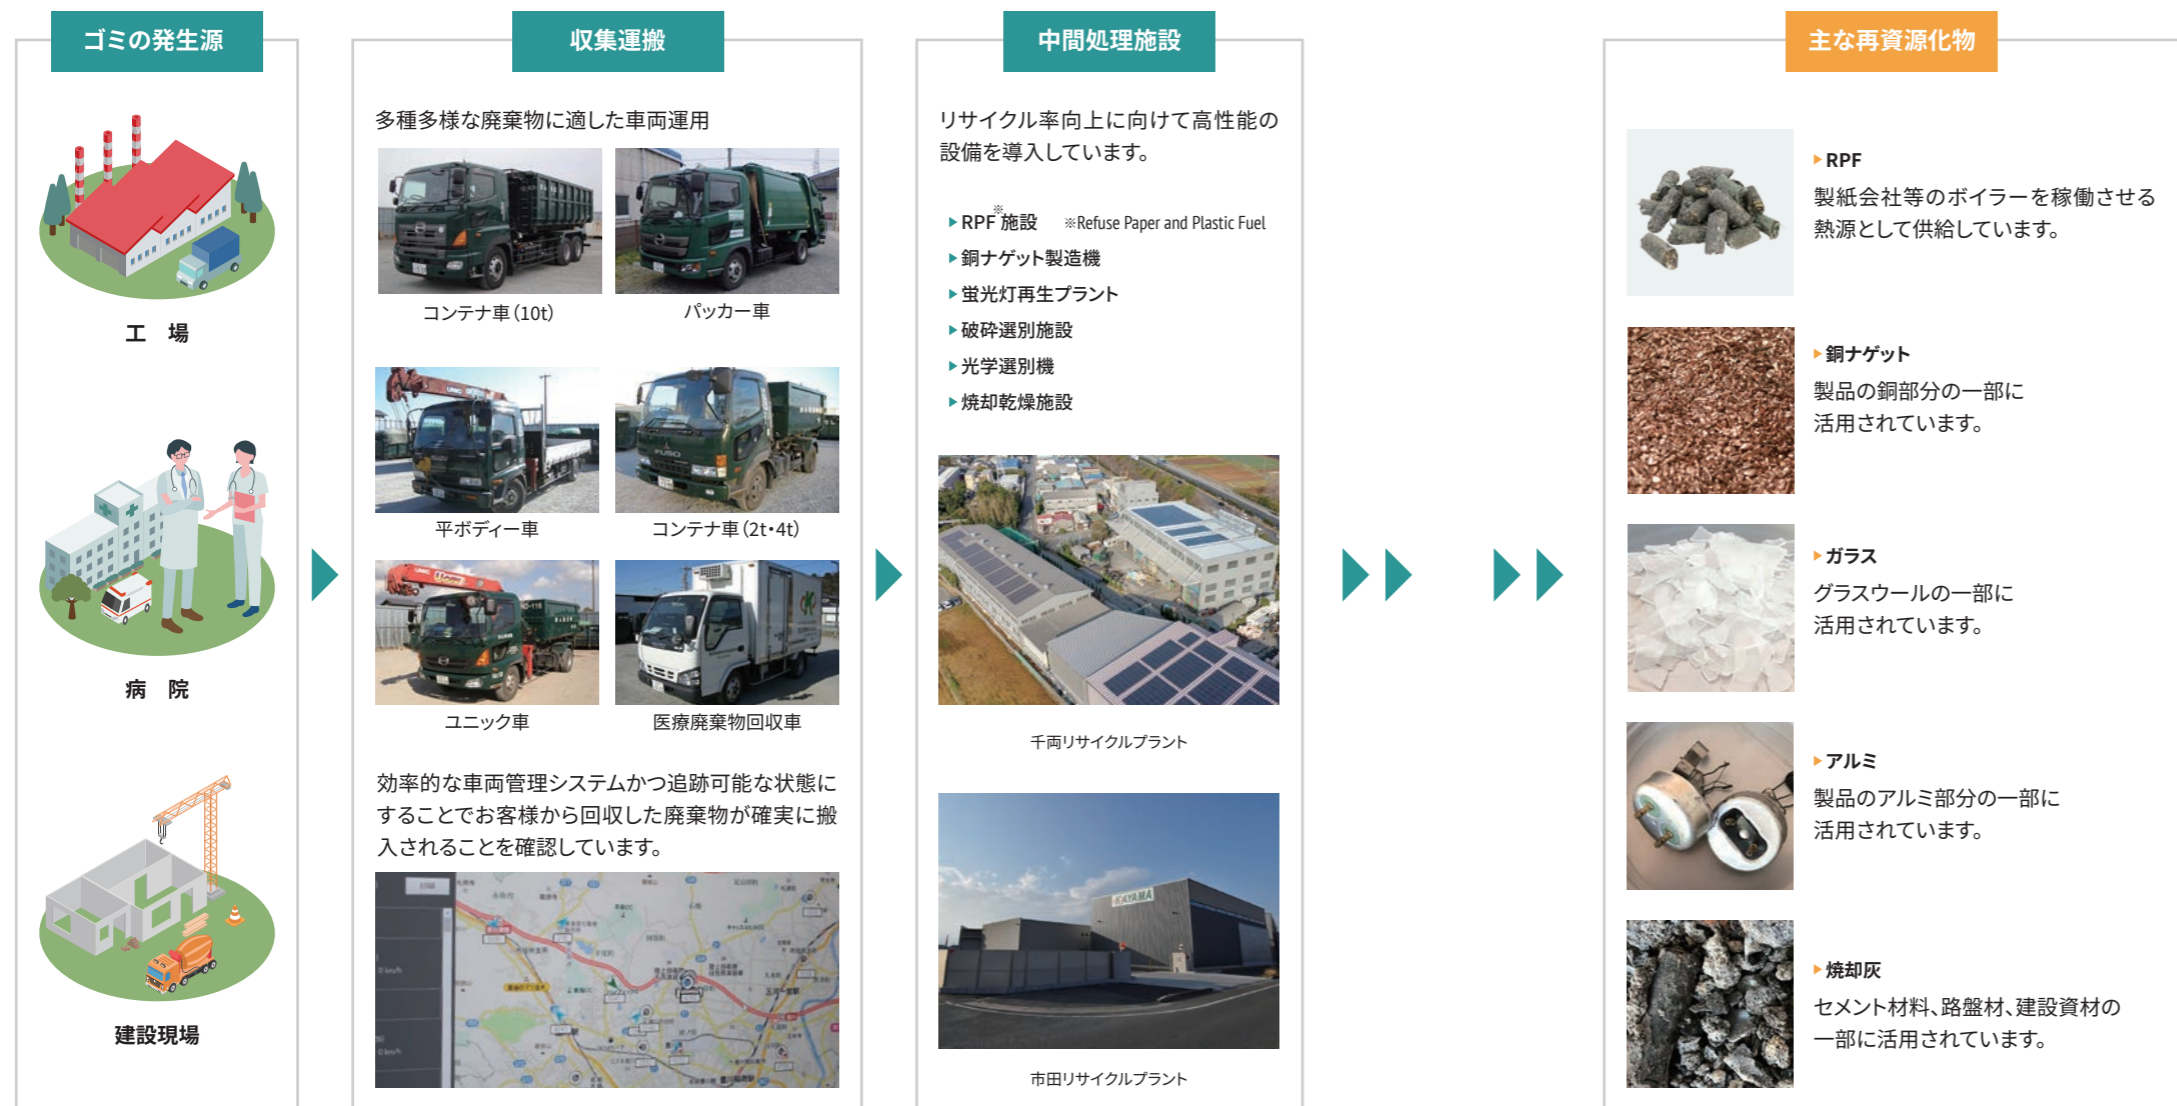 ゴミの発生源
工 場
病 院
建設現場
収集運搬
多種多様な廃棄物に適した車両運用
コンテナ車(10t)
パッカー車
平ボディー車
コンテナ車(2t・4t)
ユニック車
医療廃棄物回収車
効率的な車両管理システムかつ追跡可能な状態に
することでお客様から回収した廃棄物が確実に搬
入されることを確認しています。
中間処理施設
リサイクル率向上に向けて高性能の
設備を導入しています。
▶RPF※施設 ※Refuse Paper and Plastic Fuel
▶銅ナゲット製造機
▶蛍光灯再生プラント
▶破砕選別施設
▶光学選別機
▶焼却乾燥施設
千両リサイクルプラント
KAYAMA
市田リサイクルプラント
主な再資源化物
▶RPF
製紙会社等のボイラーを稼働させる
熱源として供給しています。
▶銅ナゲット
製品の銅部分の一部に
活用されています。
▶ガラス
グラスウールの一部に
活用されています。
▶アルミ
製品のアルミ部分の一部に
活用されています。
▶焼却灰
セメント材料、路盤材、建設資材の
一部に活用されています。